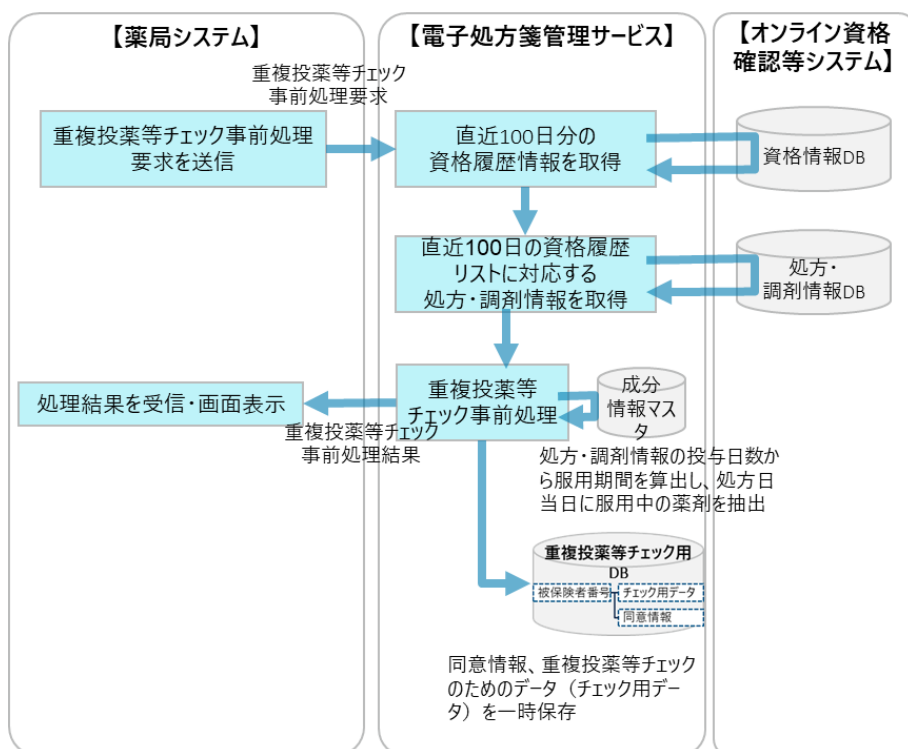 【薬局システム】
【電子処方箋管理サービス】
【オンライン資格
確認等システム】
重複投薬等チェック
事前処理要求
重複投薬等チェック事前処理
要求を送信
直近100日分の
資格履歴情報を取得
資格情報DB
直近100日の資格履歴
リストに対応する
処方・調剤情報を取得
処方・
調剤情報DB
処理結果を受信・画面表示
重複投薬等
チェック事前処理
成分
情報マス
タ
重複投薬等チェック
事前処理結果
処方・調剤情報の投与日数か
ら服用期間を算出し、処方日
当日に服用中の薬剤を抽出
重複投薬等チェック用
DB
被保険者番号
チェック用データ
同意情報
同意情報、重複投薬等チェック
のためのデータ（チェック用デー
タ）を一時保存